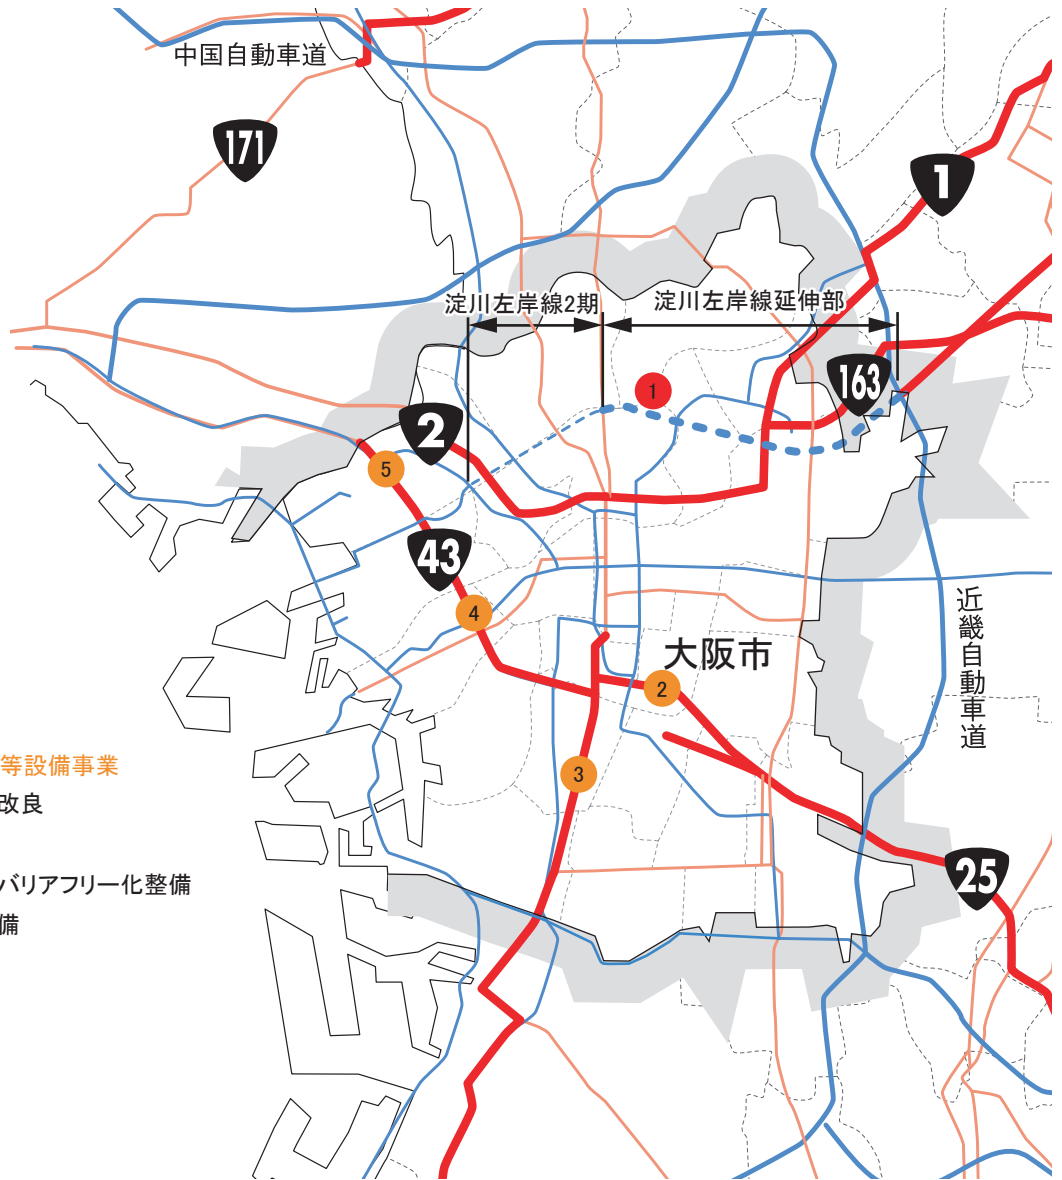 中国自動車道
171
1
淀川左岸線2期
淀川左岸線延伸部
1
163
2
5
43
4
大阪市
2
近畿自動車道
3
等設備事業
改良
バリアフリー化整備
備
25